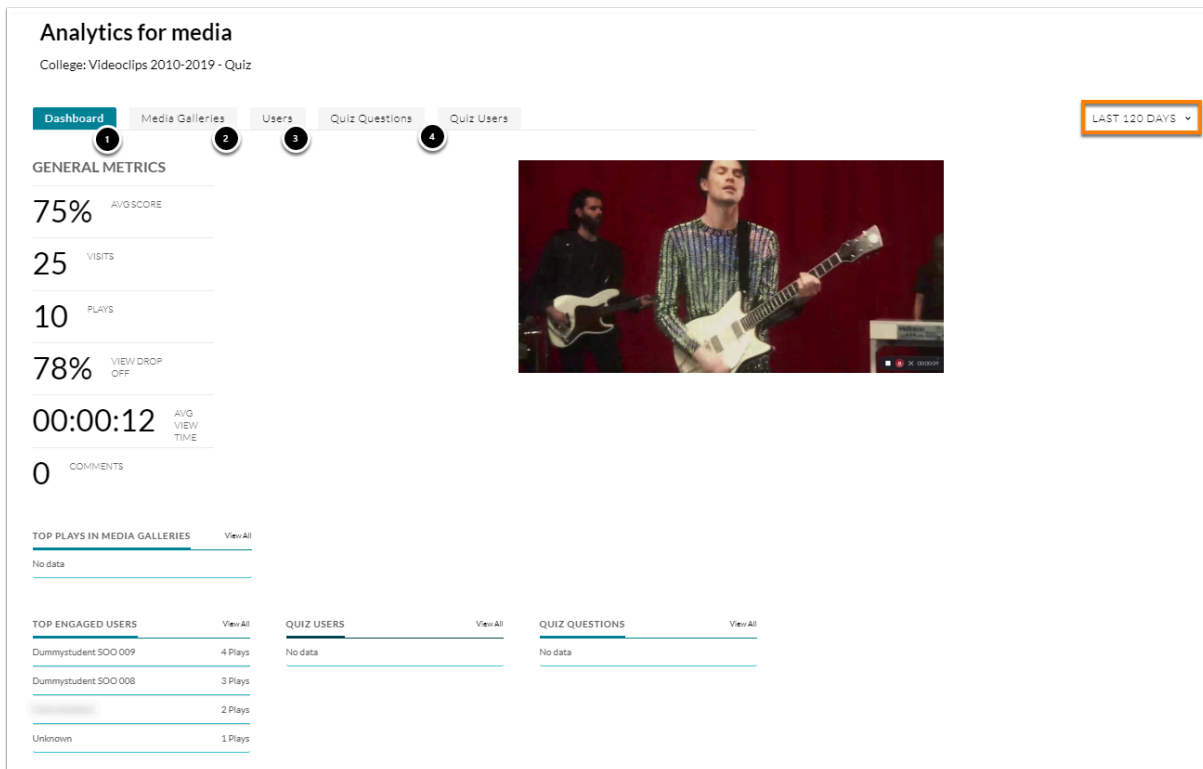 Analytics for media
College: Videoclips 2010-2019 - Quiz
Dashboard Media Galleries Users Quiz Questions Quiz Users LAST 120 DAYS
1 2 3 4
GENERAL METRICS
75% AVG SCORE
25 VISITS
10 PLAYS
78% VIEW DROP
OFF
00:00:12 AVG
VIEW
TIME
0 COMMENTS
00:00:09
TOP PLAYS IN MEDIA GALLERIES View All
No data
TOP ENGAGED USERS View All QUIZ USERS View All QUIZ QUESTIONS View All
Dummystudent SOO 009 4 Plays No data No data
Dummystudent SOO 008 3 Plays
2 Plays
Unknown 1 Plays